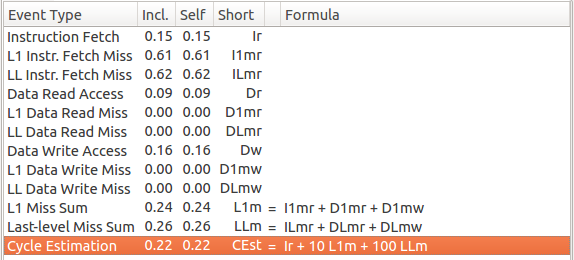 Event Type Incl. Self Short Formula
Instruction Fetch 0.15 0.15 Ir
L1 Instr. Fetch Miss 0.61 0.61 I1mr
LL Instr. Fetch Miss 0.62 0.62 ILmr
Data Read Access 0.09 0.09 Dr
L1 Data Read Miss 0.00 0.00 D1mr
LL Data Read Miss 0.00 0.00 DLmr
Data Write Access 0.16 0.16 Dw
L1 Data Write Miss 0.00 0.00 D1mw
LL Data Write Miss 0.00 0.00 DLmw
L1 Miss Sum 0.24 0.24 L1m = I1mr + D1mr + D1mw
Last-level Miss Sum 0.26 0.26 LLm = ILmr + DLmr + DLmw
Cycle Estimation 0.22 0.22 CEst = Ir + 10 L1m + 100 LLm